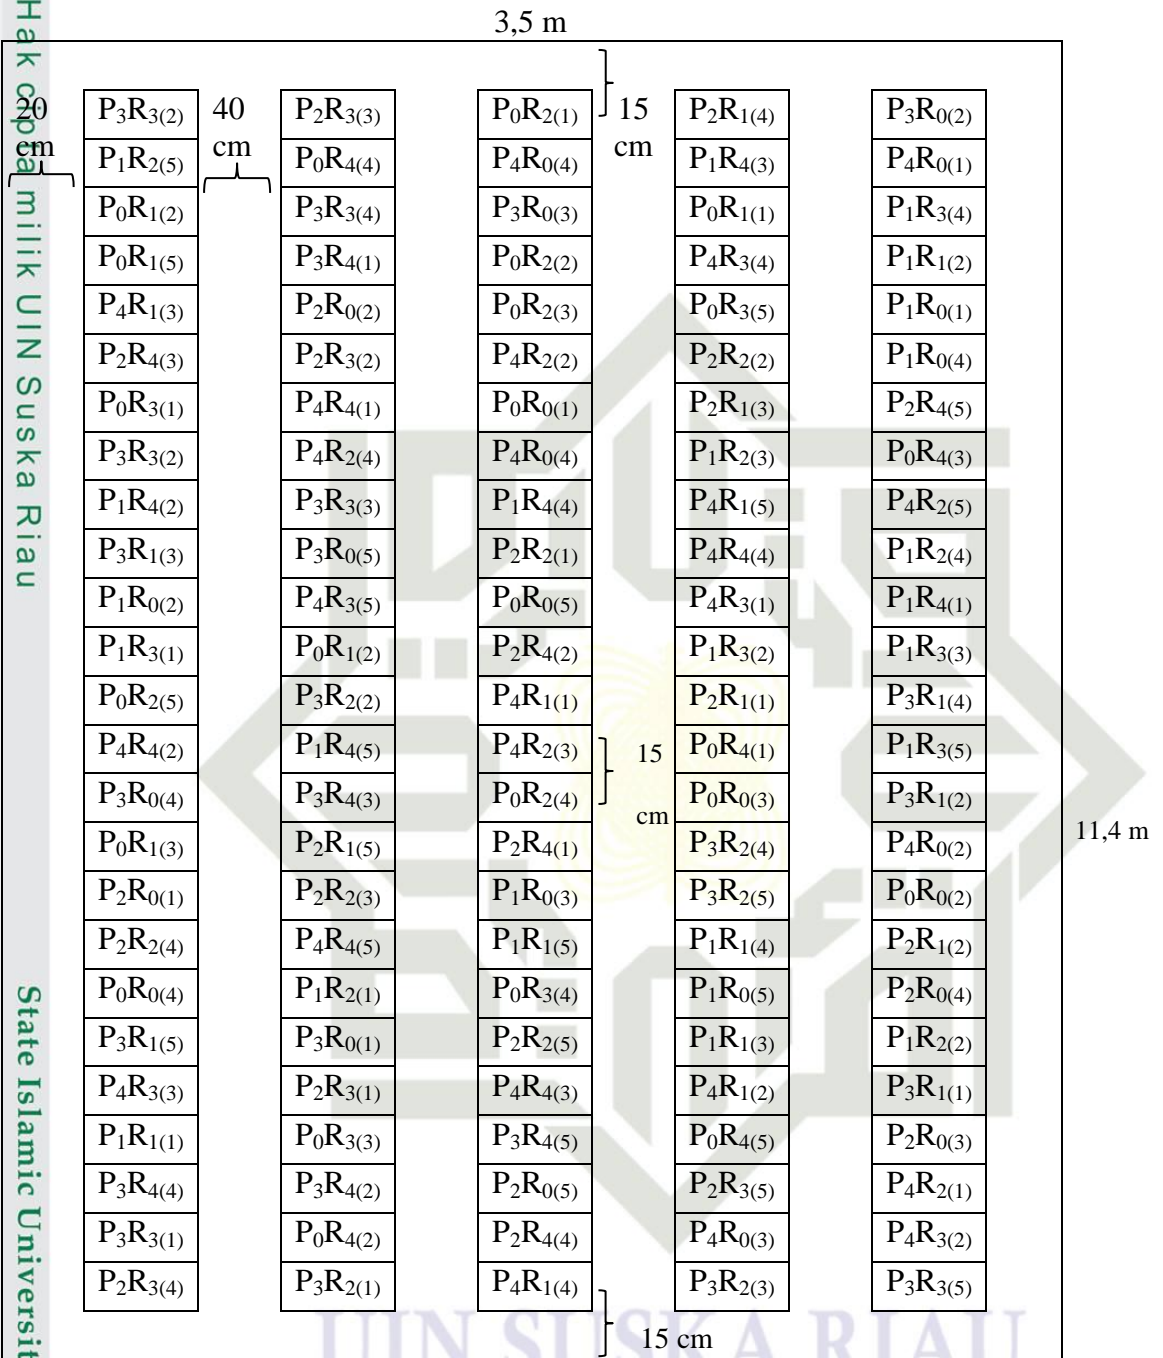 3,5 m
20 cm
40 cm
15 cm
P₃R₃₍₂₎ P₂R₃₍₃₎ P₀R₂₍₁₎ P₂R₁₍₄₎ P₃R₀₍₂₎
P₁R₂₍₅₎ P₀R₄₍₄₎ P₄R₀₍₄₎ P₁R₄₍₃₎ P₄R₀₍₁₎
P₀R₁₍₂₎ P₃R₃₍₄₎ P₃R₀₍₃₎ P₀R₁₍₁₎ P₁R₃₍₄₎
P₀R₁₍₅₎ P₃R₄₍₁₎ P₀R₂₍₂₎ P₄R₃₍₄₎ P₁R₁₍₂₎
P₄R₁₍₃₎ P₂R₀₍₂₎ P₀R₂₍₃₎ P₀R₃₍₅₎ P₁R₀₍₁₎
P₂R₄₍₃₎ P₂R₃₍₂₎ P₄R₂₍₂₎ P₂R₂₍₂₎ P₁R₀₍₄₎
P₀R₃₍₁₎ P₄R₄₍₁₎ P₀R₀₍₁₎ P₂R₁₍₃₎ P₂R₄₍₅₎
P₃R₃₍₂₎ P₄R₂₍₄₎ P₄R₀₍₄₎ P₁R₂₍₃₎ P₀R₄₍₃₎
P₁R₄₍₂₎ P₃R₃₍₃₎ P₁R₄₍₄₎ P₄R₁₍₅₎ P₄R₂₍₅₎
P₃R₁₍₃₎ P₃R₀₍₅₎ P₂R₂₍₁₎ P₄R₄₍₄₎ P₁R₂₍₄₎
P₁R₀₍₂₎ P₄R₃₍₅₎ P₀R₀₍₅₎ P₄R₃₍₁₎ P₁R₄₍₁₎
P₁R₃₍₁₎ P₀R₁₍₂₎ P₂R₄₍₂₎ P₁R₃₍₂₎ P₁R₃₍₃₎
P₀R₂₍₅₎ P₃R₂₍₂₎ P₄R₁₍₁₎ P₂R₁₍₁₎ P₃R₁₍₄₎
P₄R₄₍₂₎ P₁R₄₍₅₎ P₄R₂₍₃₎ 15 P₀R₄₍₁₎ P₁R₃₍₅₎
P₃R₀₍₄₎ P₃R₄₍₃₎ P₀R₂₍₄₎ cm P₀R₀₍₃₎ P₃R₁₍₂₎
P₀R₁₍₃₎ P₂R₁₍₅₎ P₂R₄₍₁₎ P₃R₂₍₄₎ P₄R₀₍₂₎ 11,4 m
P₂R₀₍₁₎ P₂R₂₍₃₎ P₁R₀₍₃₎ P₃R₂₍₅₎ P₀R₀₍₂₎
P₂R₂₍₄₎ P₄R₄₍₅₎ P₁R₁₍₅₎ P₁R₁₍₄₎ P₂R₁₍₂₎
P₀R₀₍₄₎ P₁R₂₍₁₎ P₀R₃₍₄₎ P₁R₀₍₅₎ P₂R₀₍₄₎
P₃R₁₍₅₎ P₃R₀₍₁₎ P₂R₂₍₅₎ P₁R₁₍₃₎ P₁R₂₍₂₎
P₄R₃₍₃₎ P₂R₃₍₁₎ P₄R₄₍₃₎ P₄R₁₍₂₎ P₃R₁₍₁₎
P₁R₁₍₁₎ P₀R₃₍₃₎ P₃R₄₍₅₎ P₀R₄₍₅₎ P₂R₀₍₃₎
P₃R₄₍₄₎ P₃R₄₍₂₎ P₂R₀₍₅₎ P₂R₃₍₅₎ P₄R₂₍₁₎
P₃R₃₍₁₎ P₀R₄₍₂₎ P₂R₄₍₄₎ P₄R₀₍₃₎ P₄R₃₍₂₎
P₂R₃₍₄₎ P₃R₂₍₁₎ P₄R₁₍₄₎ P₃R₂₍₃₎ P₃R₃₍₅₎
15 cm
UIN SUSKA RIAU
Hak cipta milik UIN Suska Riau
State Islamic Universit